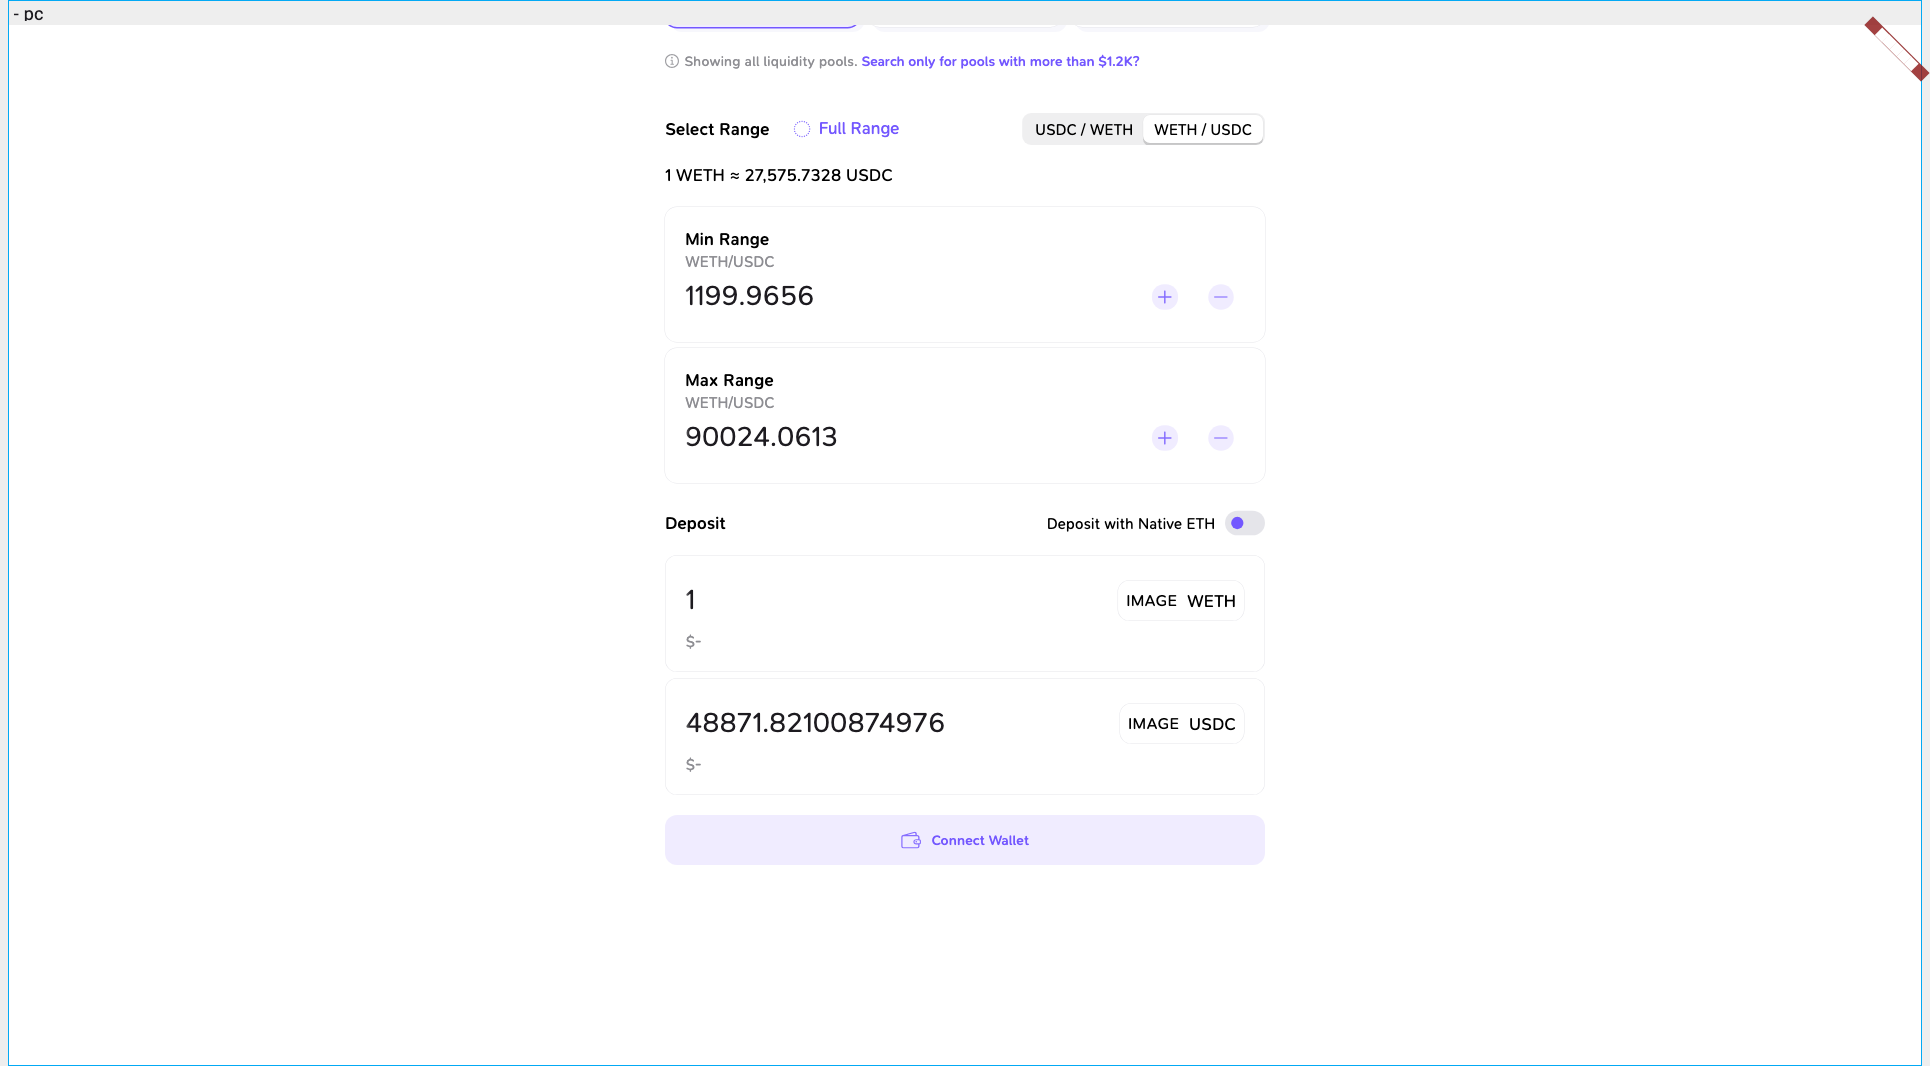 - pc
Showing all liquidity pools. Search only for pools with more than $1.2K?
Select Range Full Range USDC / WETH WETH / USDC
1 WETH ≈ 27,575.7328 USDC
Min Range
WETH/USDC
1199.9656
Max Range
WETH/USDC
90024.0613
Deposit Deposit with Native ETH
1 IMAGE WETH
$-
48871.82100874976 IMAGE USDC
$-
Connect Wallet